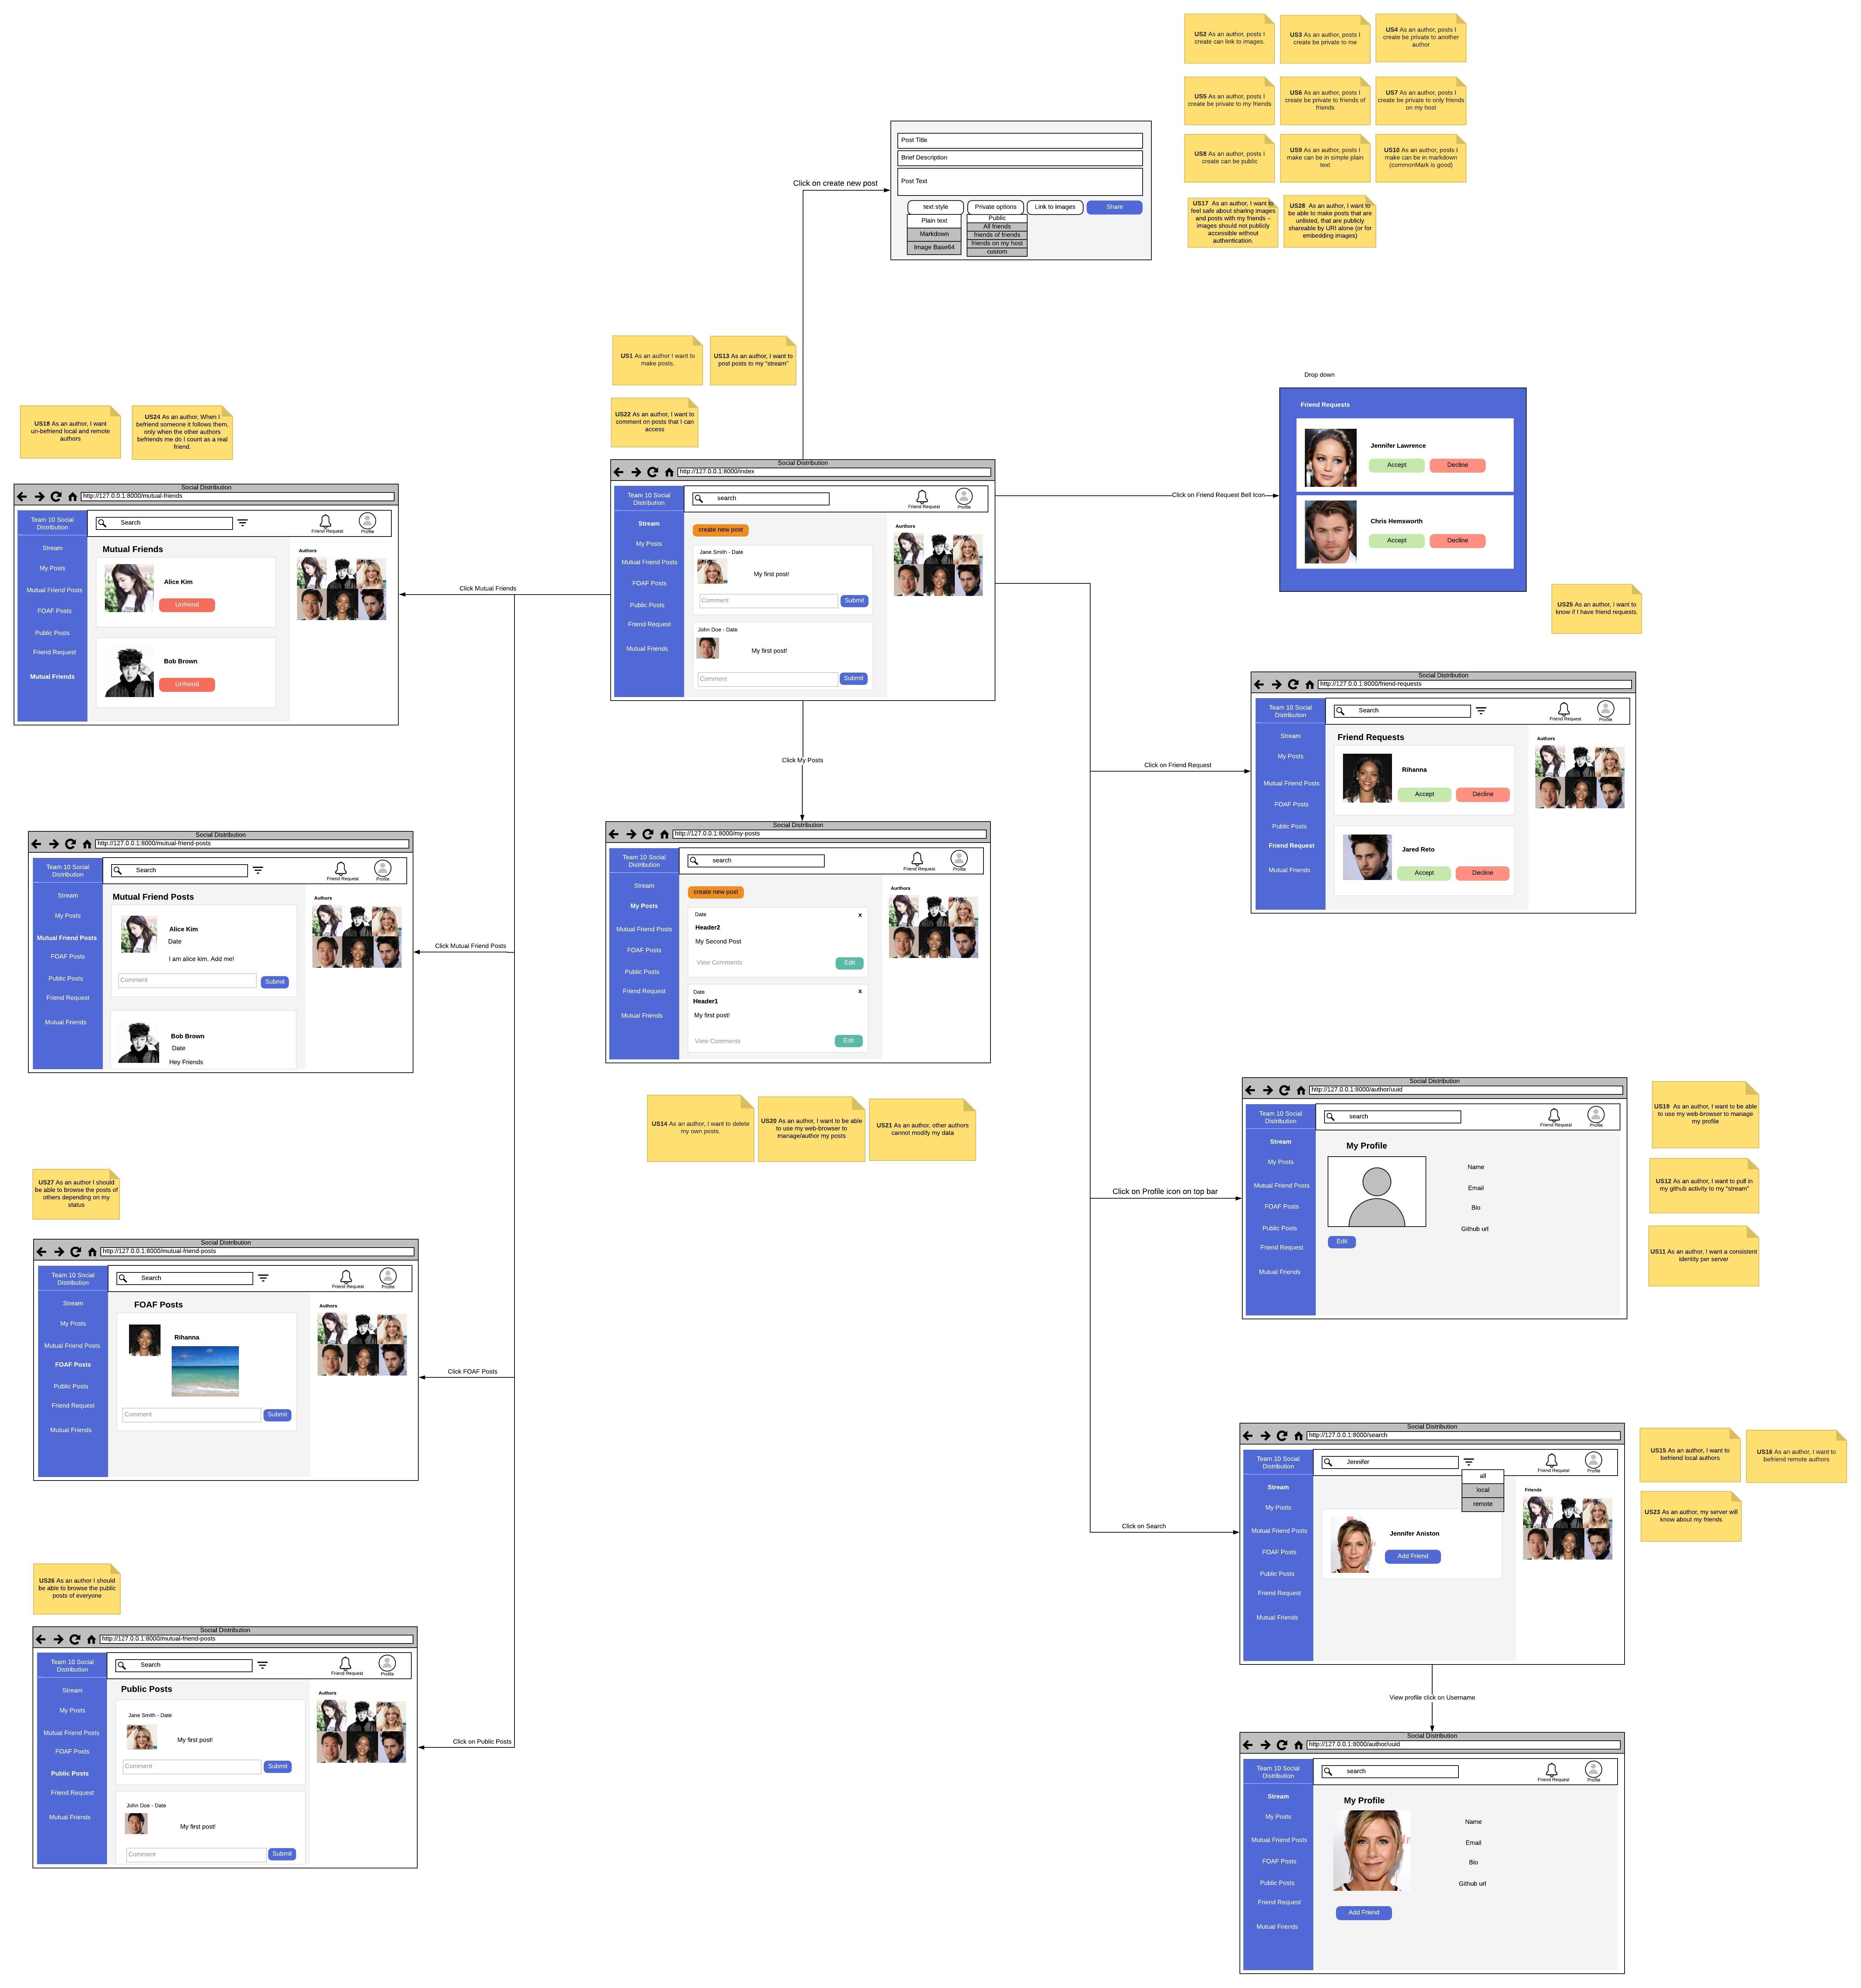 US2 As an author, posts I
create can link to images.
US3 As an author, posts I
create be private to me
US4 As an author, posts I
create be private to another
author
US5 As an author, posts I
create be private to my friends
US6 As an author, posts I
create be private to friends of
friends
US7 As an author, posts I
create be private to only friends
on my host
US8 As an author, posts I
create can be public
US9 As an author, posts I
make can be in simple plain
text
US10 As an author, posts I
make can be in markdown
(commonMark is good)
US17 As an author, I want to
feel safe about sharing images
and posts with my friends –
images should not publicly
accessible without
authentication.
US28 As an author, I want to
be able to make posts that are
unlisted, that are publicly
shareable by URI alone (or for
embedding images)
Click on create new post
Post Title
Brief Description
Post Text
text style
Private options
Link to images
Share
Plain text
Markdown
Image Base64
Public
All friends
friends of friends
friends on my host
custom
US1 As an author I want to
make posts.
US13 As an author, I want to
post posts to my "stream"
US22 As an author, I want to
comment on posts that I can
access
Social Distribution
http://127.0.0.1:8000/index
Team 10 Social
Distribution
search
Friend Request
Profile
Stream
My Posts
Mutual Friend Posts
FOAF Posts
Public Posts
Friend Request
Mutual Friends
create new post
Jane Smith - Date
My first post!
Comment
Submit
John Doe - Date
My first post!
Comment
Submit
Aurthors
Click on Friend Request Bell Icon
Drop down
Friend Requests
Jennifer Lawrence
Accept
Decline
Chris Hemsworth
Accept
Decline
US25 As an author, I want to
know if I have friend requests.
US18 As an author, I want
un-befriend local and remote
authors
US24 As an author, When I
befriend someone it follows them,
only when the other authors
befriends me do I count as a real
friend.
Click Mutual Friends
Social Distribution
http://127.0.0.1:8000/mutual-friends
Team 10 Social
Distribution
Search
Friend Request
Profile
Stream
My Posts
Mutual Friend Posts
FOAF Posts
Public Posts
Friend Request
Mutual Friends
Mutual Friends
Alice Kim
Unfriend
Bob Brown
Unfriend
Authors
Click My Posts
Social Distribution
http://127.0.0.1:8000/my-posts
Team 10 Social
Distribution
search
Friend Request
Profile
Stream
My Posts
Mutual Friend Posts
FOAF Posts
Public Posts
Friend Request
Mutual Friends
create new post
Date
x
Header2
My Second Post
View Comments
Edit
Date
x
Header1
My first post!
View Comments
Edit
Aurthors
US14 As an author, I want to delete
my own posts.
US20 As an author, I want to be able
to use my web-browser to
manage/author my posts
US21 As an author, other authors
cannot modify my data
Click on Friend Request
Social Distribution
http://127.0.0.1:8000/friend-requests
Team 10 Social
Distribution
Search
Friend Request
Profile
Stream
My Posts
Mutual Friend Posts
FOAF Posts
Public Posts
Friend Request
Mutual Friends
Friend Requests
Rihanna
Accept
Decline
Jared Reto
Accept
Decline
Authors
Click Mutual Friend Posts
Social Distribution
http://127.0.0.1:8000/mutual-friend-posts
Team 10 Social
Distribution
Search
Friend Request
Profile
Stream
My Posts
Mutual Friend Posts
FOAF Posts
Public Posts
Friend Request
Mutual Friends
Mutual Friend Posts
Alice Kim
Date
I am alice kim. Add me!
Comment
Submit
Bob Brown
Date
Hey Friends
Authors
Click on Profile icon on top bar
Social Distribution
http://127.0.0.1:8000/author/uuid
Team 10 Social
Distribution
search
Friend Request
Profile
Stream
My Posts
Mutual Friend Posts
FOAF Posts
Public Posts
Friend Request
Mutual Friends
My Profile
Name
Email
Bio
Github url
Edit
US19 As an author, I want to be able
to use my web-browser to manage
my profile
US12 As an author, I want to pull in
my github activity to my "stream"
US11 As an author, I want a consistent
identity per server
US27 As an author I should
be able to browse the posts of
others depending on my
status
Click FOAF Posts
Social Distribution
http://127.0.0.1:8000/mutual-friend-posts
Team 10 Social
Distribution
Search
Friend Request
Profile
Stream
My Posts
Mutual Friend Posts
FOAF Posts
Public Posts
Friend Request
Mutual Friends
FOAF Posts
Rihanna
Comment
Submit
Authors
Click on Search
Social Distribution
http://127.0.0.1:8000/search
Team 10 Social
Distribution
Jennifer
all
local
remote
Friend Request
Profile
Stream
My Posts
Mutual Friend Posts
FOAF Posts
Public Posts
Friend Request
Mutual Friends
Jennifer Aniston
Add Friend
Friends
US15 As an author, I want to
befriend local authors
US16 As an author, I want to
befriend remote authors
US23 As an author, my server will
know about my friends
US26 As an author I should
be able to browse the public
posts of everyone
Click on Public Posts
Social Distribution
http://127.0.0.1:8000/mutual-friend-posts
Team 10 Social
Distribution
Search
Friend Request
Profile
Stream
My Posts
Mutual Friend Posts
FOAF Posts
Public Posts
Friend Request
Mutual Friends
Public Posts
Jane Smith - Date
My first post!
Comment
Submit
John Doe - Date
My first post!
Comment
Submit
Authors
View profile click on Username
Social Distribution
http://127.0.0.1:8000/author/uuid
Team 10 Social
Distribution
search
Friend Request
Profile
Stream
My Posts
Mutual Friend Posts
FOAF Posts
Public Posts
Friend Request
Mutual Friends
My Profile
Name
Email
Bio
Github url
Add Friend